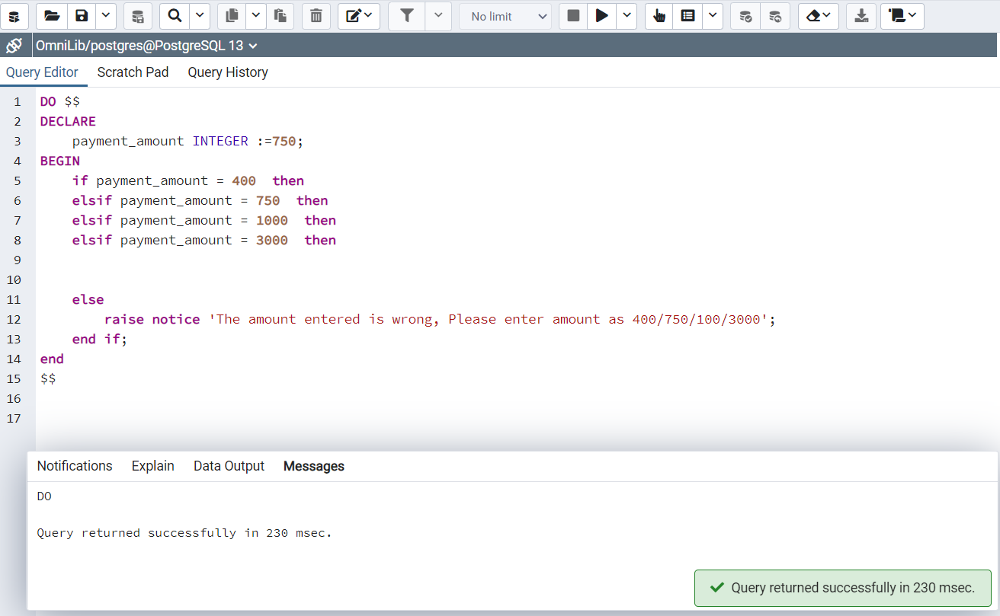 No limit
OmniLib/postgres@PostgreSQL 13
Query Editor Scratch Pad Query History
1 DO $$
2 DECLARE
3 payment_amount INTEGER :=750;
4 BEGIN
5 if payment_amount = 400 then
6 elsif payment_amount = 750 then
7 elsif payment_amount = 1000 then
8 elsif payment_amount = 3000 then
9
10
11 else
12 raise notice 'The amount entered is wrong, Please enter amount as 400/750/100/3000';
13 end if;
14 end
15 $$
16
17
Notifications Explain Data Output Messages
DO
Query returned successfully in 230 msec.
Query returned successfully in 230 msec.